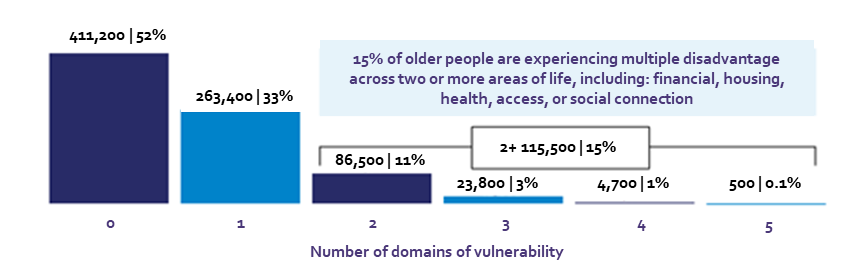 411,200 | 52%
15% of older people are experiencing multiple disadvantage
across two or more areas of life, including: financial, housing,
health, access, or social connection
263,400 | 33%
2+ 115,500 | 15%
86,500 | 11%
23,800 | 3%
4,700 | 1%
500 | 0.1%
0 1 2 3 4 5
Number of domains of vulnerability